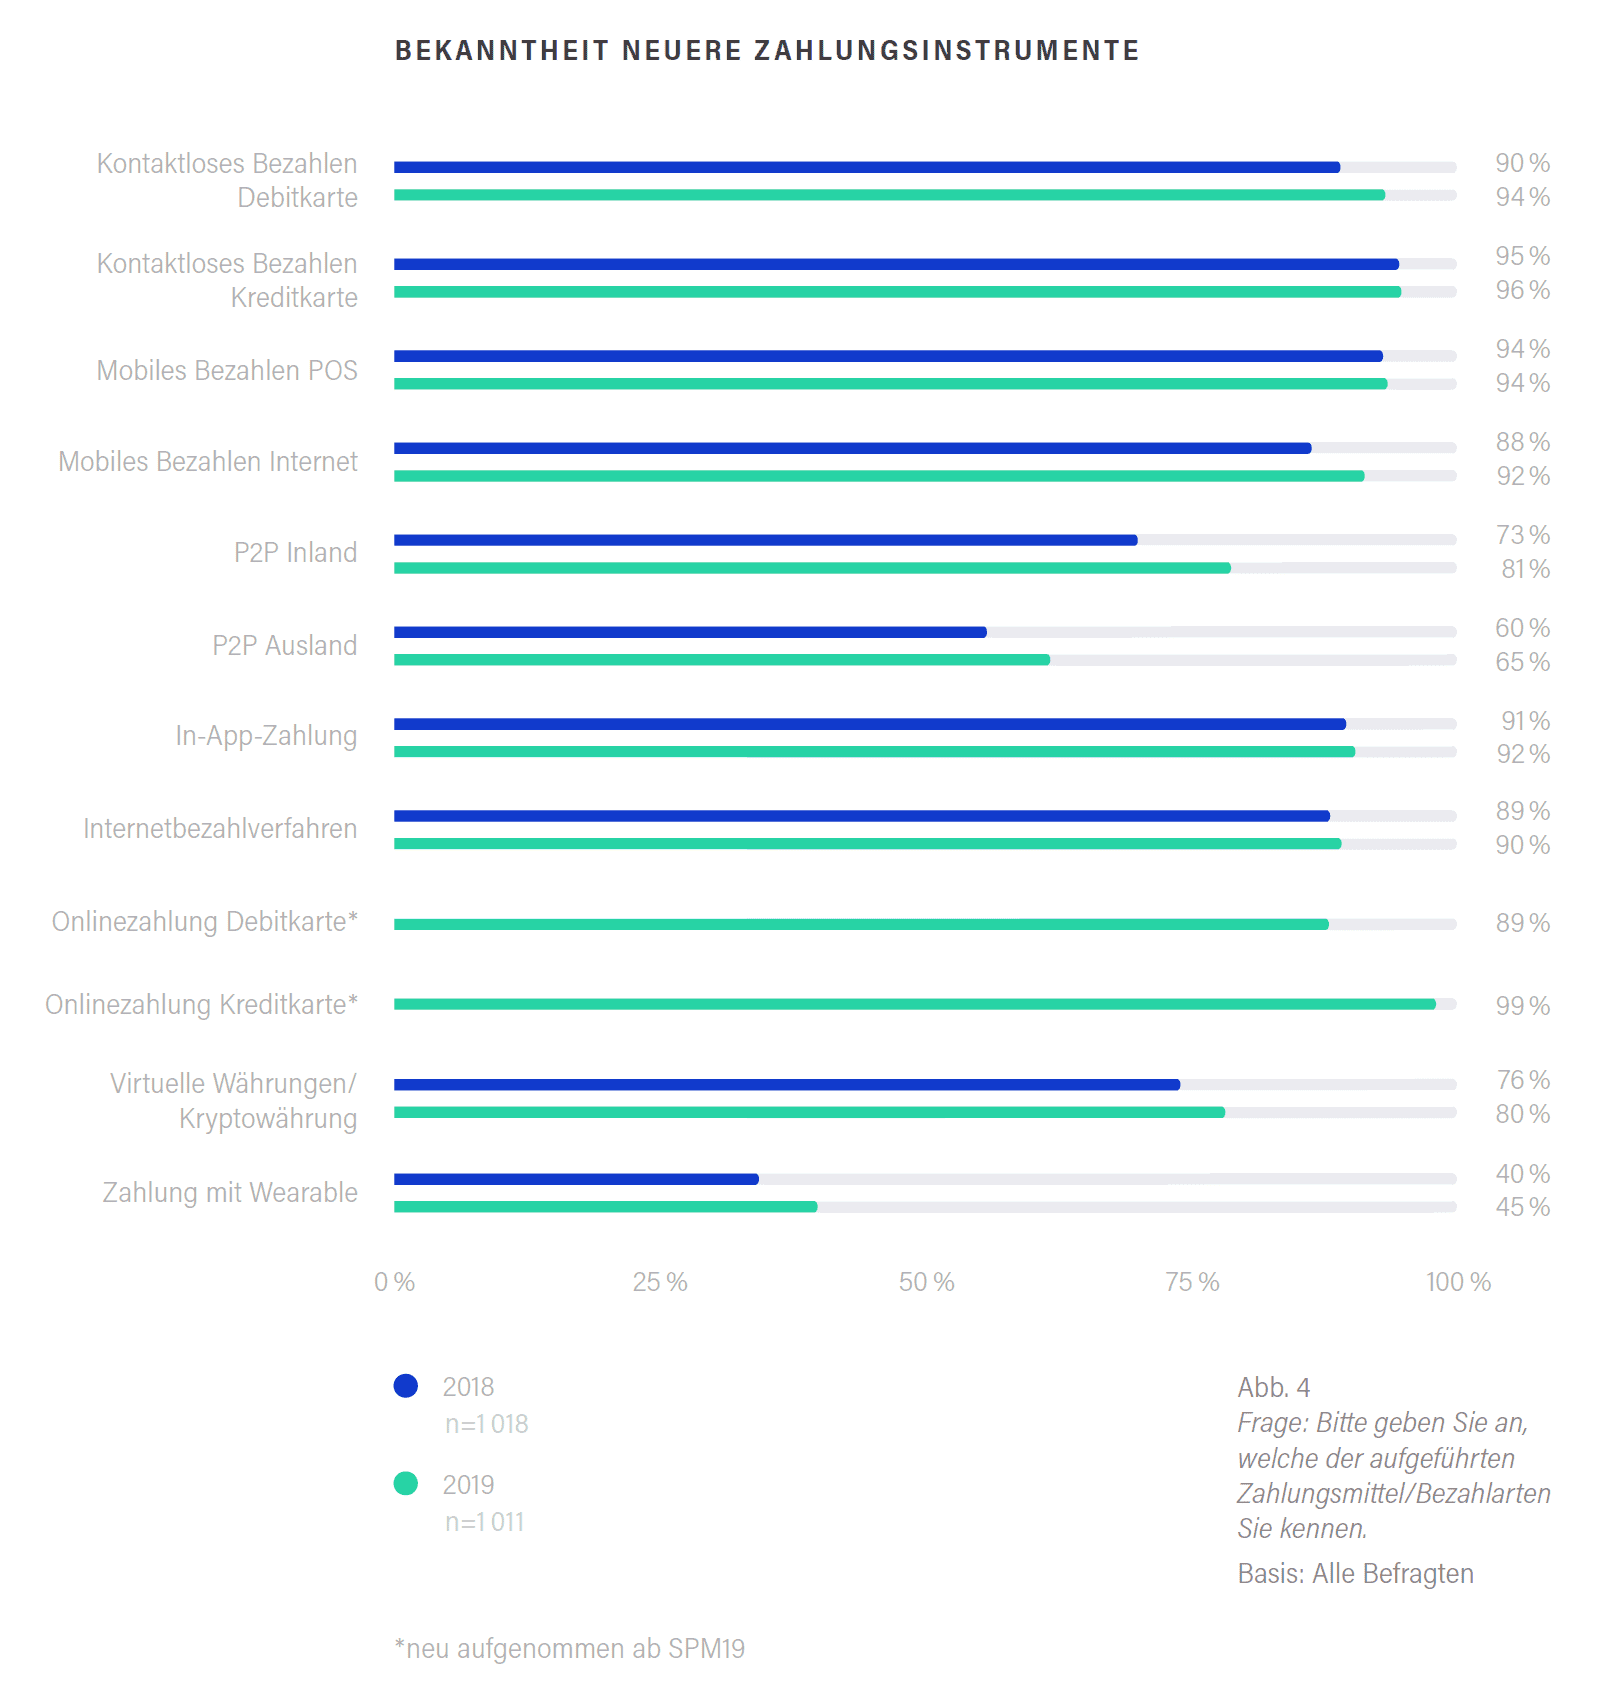 BEKANNTHEIT NEUERE ZAHLUNGSINSTRUMENTE
Kontaktloses Bezahlen
Debitkarte
90 %
94 %
Kontaktloses Bezahlen
Kreditkarte
95 %
96 %
Mobiles Bezahlen POS
94 %
94 %
Mobiles Bezahlen Internet
88 %
92 %
P2P Inland
73 %
81 %
P2P Ausland
60 %
65 %
In-App-Zahlung
91 %
92 %
Internetbezahlverfahren
89 %
90 %
Onlinezahlung Debitkarte*
89 %
Onlinezahlung Kreditkarte*
99 %
Virtuelle Währungen/
Kryptowährung
76 %
80 %
Zahlung mit Wearable
40 %
45 %
0 % 25 % 50 % 75 % 100 %
2018
n=1 018
2019
n=1 011
Abb. 4
Frage: Bitte geben Sie an,
welche der aufgeführten
Zahlungsmittel/Bezahlarten
Sie kennen.
Basis: Alle Befragten
*neu aufgenommen ab SPM19